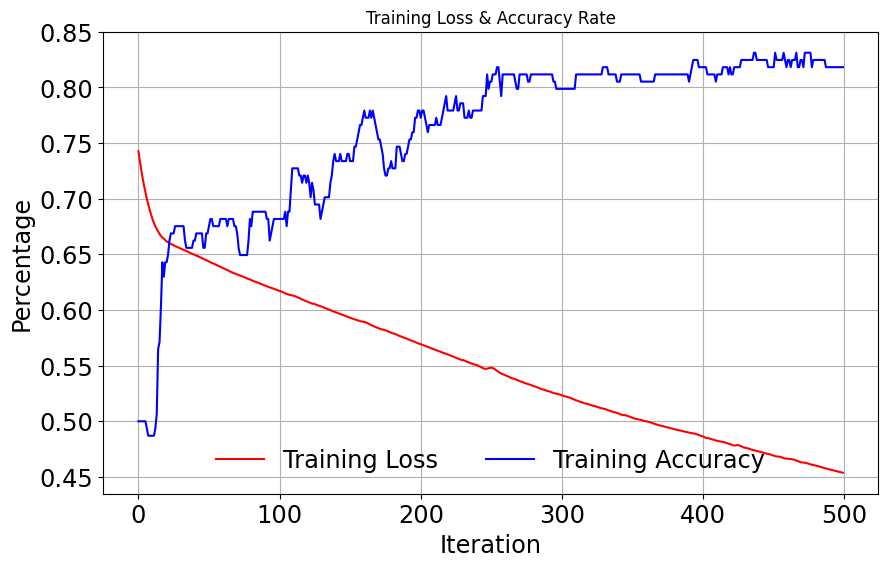 Training Loss & Accuracy Rate
0.85
0.80
0.75
0.70
0.65
0.60
0.55
0.50
0.45
Percentage
Training Loss
Training Accuracy
0 100 200 300 400 500
Iteration